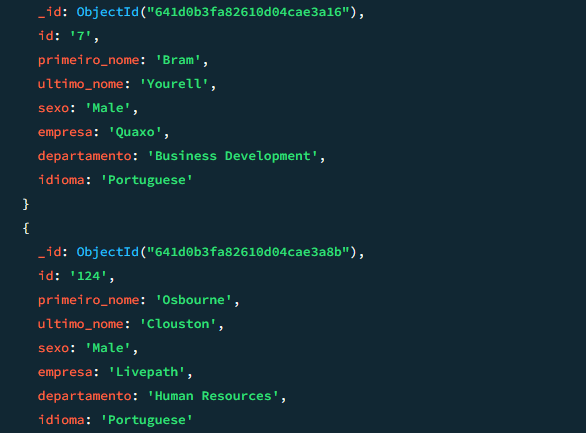 _id: ObjectId("641d0b3fa82610d04cae3a16"),
id: '7',
primeiro_nome: 'Bram',
ultimo_nome: 'Yourell',
sexo: 'Male',
empresa: 'Quaxo',
departamento: 'Business Development',
idioma: 'Portuguese'
}
{
_id: ObjectId("641d0b3fa82610d04cae3a8b"),
id: '124',
primeiro_nome: 'Osbourne',
ultimo_nome: 'Clouston',
sexo: 'Male',
empresa: 'Livepath',
departamento: 'Human Resources',
idioma: 'Portuguese'